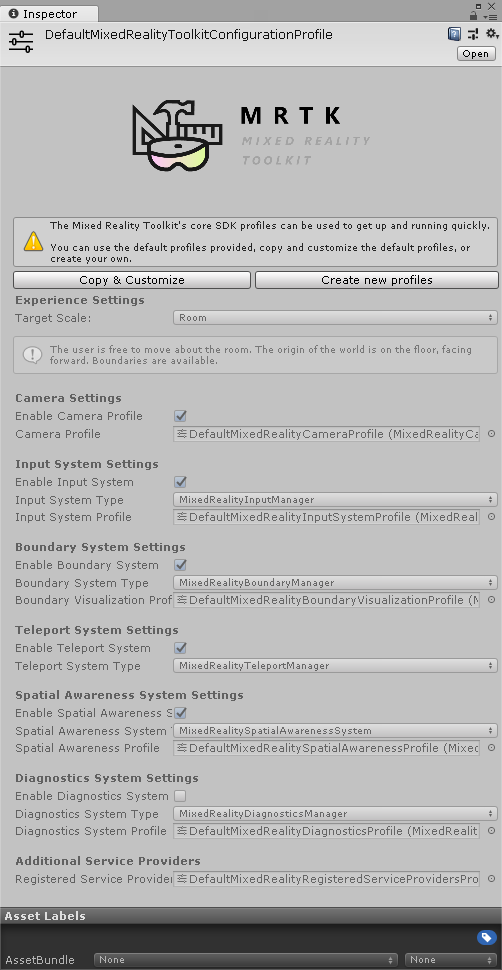 Inspector
DefaultMixedRealityToolkitConfigurationProfile
Open
MRTK
MIXED REALITY
TOOLKIT
The Mixed Reality Toolkit's core SDK profiles can be used to get up and running quickly.
You can use the default profiles provided, copy and customize the default profiles, or
create your own.
Copy & Customize Create new profiles
Experience Settings
Target Scale: Room
The user is free to move about the room. The origin of the world is on the floor, facing
forward. Boundaries are available.
Camera Settings
Enable Camera Profile
Camera Profile DefaultMixedRealityCameraProfile (MixedRealityCa
Input System Settings
Enable Input System
Input System Type MixedRealityInputManager
Input System Profile DefaultMixedRealityInputSystemProfile (MixedReal
Boundary System Settings
Enable Boundary System
Boundary System Type MixedRealityBoundaryManager
Boundary Visualization Prof DefaultMixedRealityBoundaryVisualizationProfile (M
Teleport System Settings
Enable Teleport System
Teleport System Type MixedRealityTeleportManager
Spatial Awareness System Settings
Enable Spatial Awareness S
Spatial Awareness System MixedRealitySpatialAwarenessSystem
Spatial Awareness Profile DefaultMixedRealitySpatialAwarenessProfile (Mixed
Diagnostics System Settings
Enable Diagnostics System
Diagnostics System Type MixedRealityDiagnosticsManager
Diagnostics System Profile DefaultMixedRealityDiagnosticsProfile (MixedRealit
Additional Service Providers
Registered Service Provider DefaultMixedRealityRegisteredServiceProvidersPro
Asset Labels
AssetBundle None None